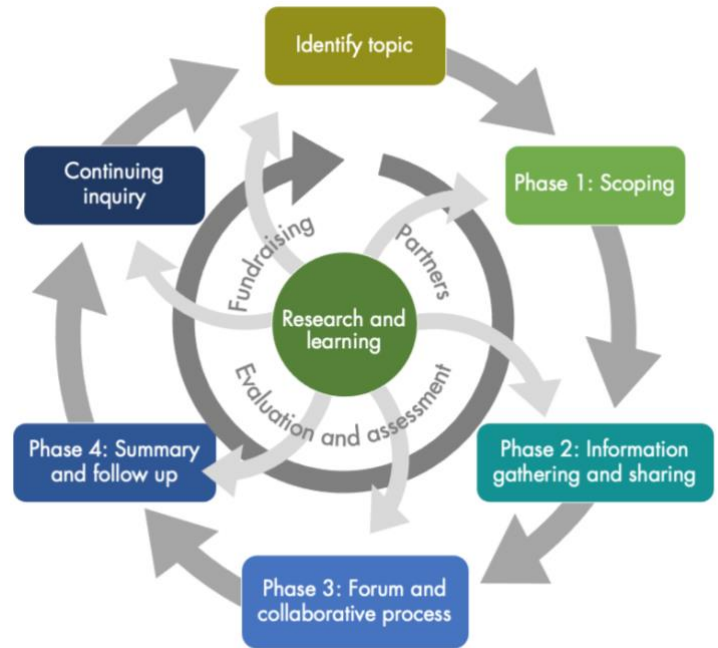 Identify topic
Phase 1: Scoping
Phase 2: Information
gathering and sharing
Phase 3: Forum and
collaborative process
Phase 4: Summary
and follow up
Continuing
inquiry
Fundraising
Partners
Evaluation and assessment
Research and
learning